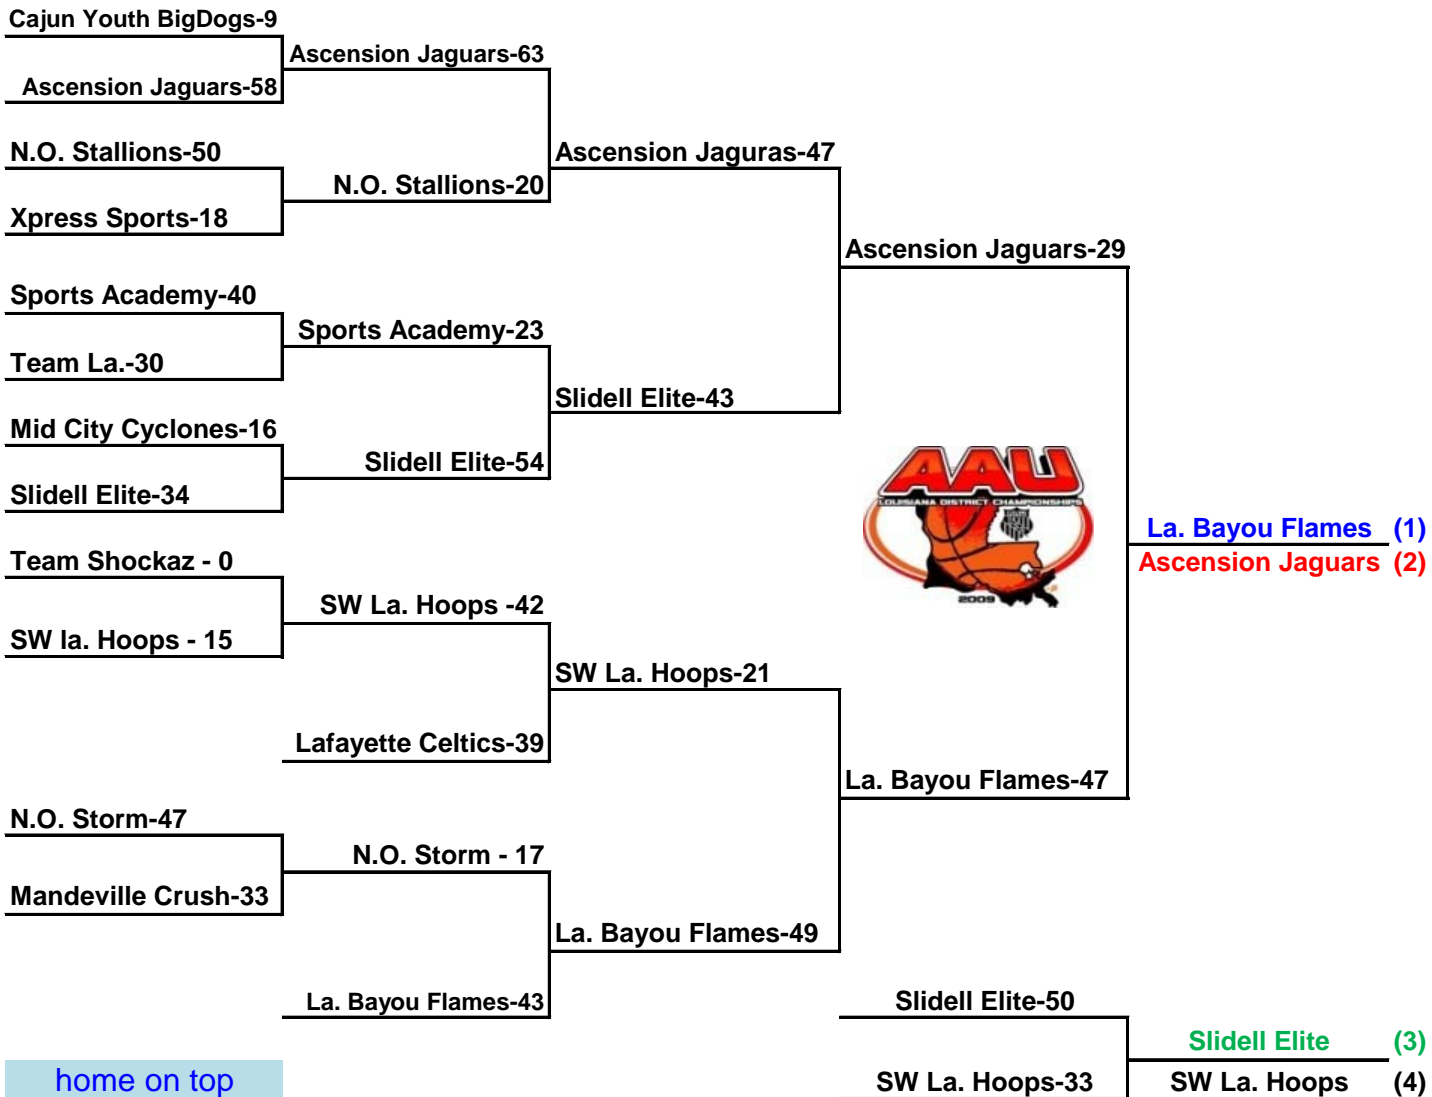 Cajun Youth BigDogs-9
Ascension Jaguars-63
Ascension Jaguars-58
N.O. Stallions-50
Ascension Jaguras-47
N.O. Stallions-20
Xpress Sports-18
Ascension Jaguars-29
Sports Academy-40
Sports Academy-23
Team La.-30
Slidell Elite-43
Mid City Cyclones-16
Slidell Elite-54
Slidell Elite-34
AAU
LOUISIANA DISTRICT CHAMPIONSHIPS
2009
La. Bayou Flames (1)
Ascension Jaguars (2)
Team Shockaz - 0
SW La. Hoops -42
SW la. Hoops - 15
SW La. Hoops-21
Lafayette Celtics-39
La. Bayou Flames-47
N.O. Storm-47
N.O. Storm - 17
Mandeville Crush-33
La. Bayou Flames-49
La. Bayou Flames-43
Slidell Elite-50
Slidell Elite (3)
home on top
SW La. Hoops-33
SW La. Hoops (4)